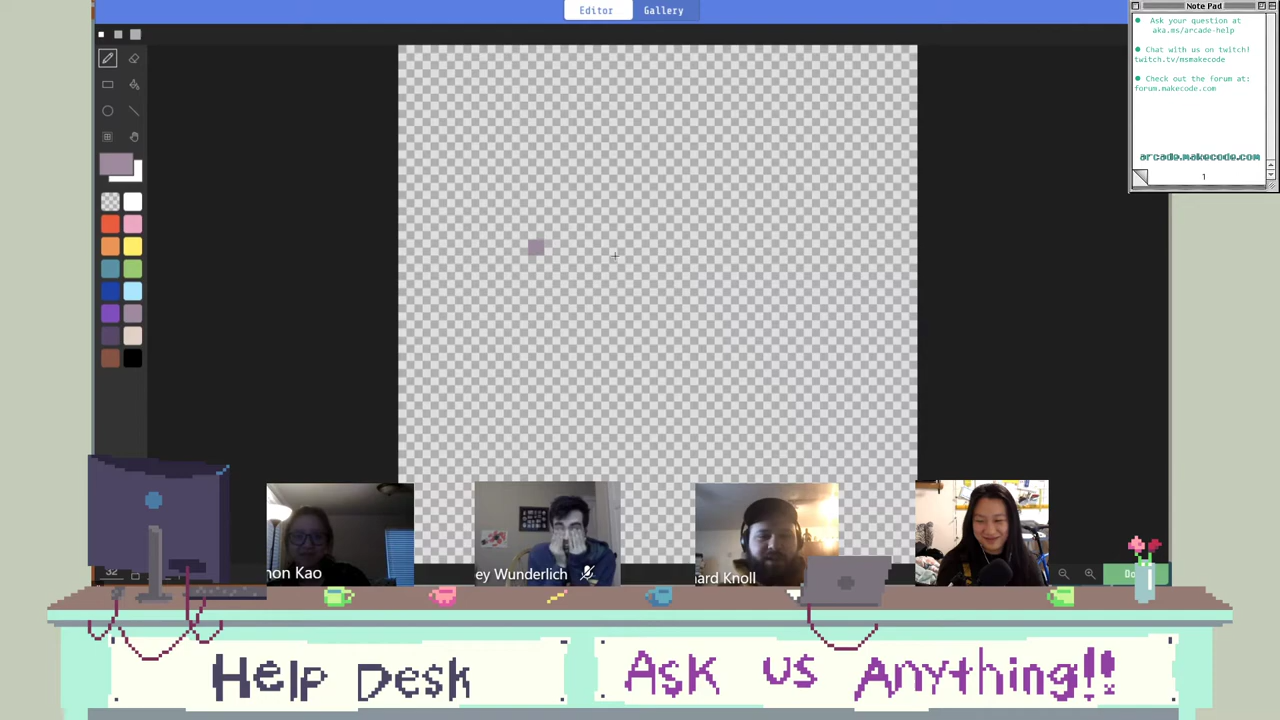 Editor
Gallery
Note Pad
Ask your question at
aka.ms/arcade-help
Chat with us on twitch!
twitch.tv/msmakecode
Check out the forum at:
forum.makecode.com
arcade.makecode.com
1
32
non Kao
ey Wunderlich
ard Knoll
Help Desk
Ask us Anything!!